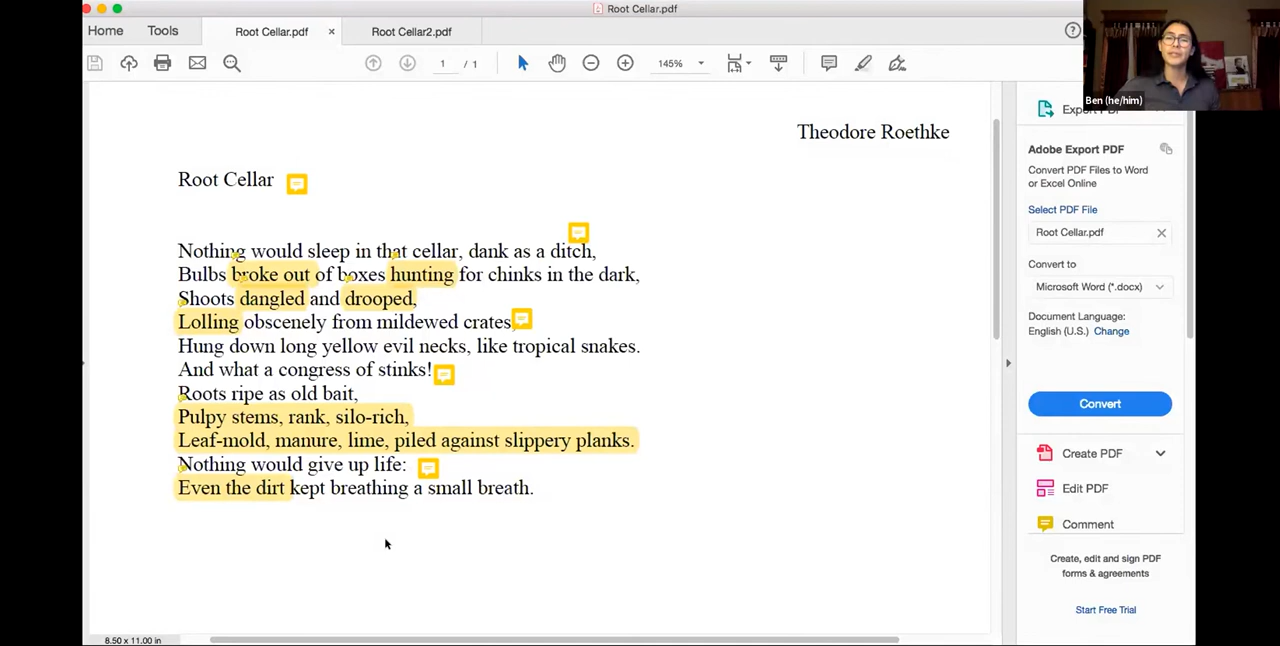 Root Cellar.pdf
Home
Tools
Root Cellar.pdf ×
Root Cellar2.pdf
1 / 1
145%
Ben (he/him)
Theodore Roethke
Root Cellar
Nothing would sleep in that cellar, dank as a ditch,
Bulbs broke out of boxes hunting for chinks in the dark,
Shoots dangled and drooped,
Lolling obscenely from mildewed crates,
Hung down long yellow evil necks, like tropical snakes.
And what a congress of stinks!
Roots ripe as old bait,
Pulpy stems, rank, silo-rich,
Leaf-mold, manure, lime, piled against slippery planks.
Nothing would give up life:
Even the dirt kept breathing a small breath.
8.50 x 11.00 in
Export PDF
Adobe Export PDF
Convert PDF Files to Word
or Excel Online
Select PDF File
Root Cellar.pdf
Convert to
Microsoft Word (*.docx)
Document Language:
English (U.S.) Change
Convert
Create PDF
Edit PDF
Comment
Create, edit and sign PDF
forms & agreements
Start Free Trial